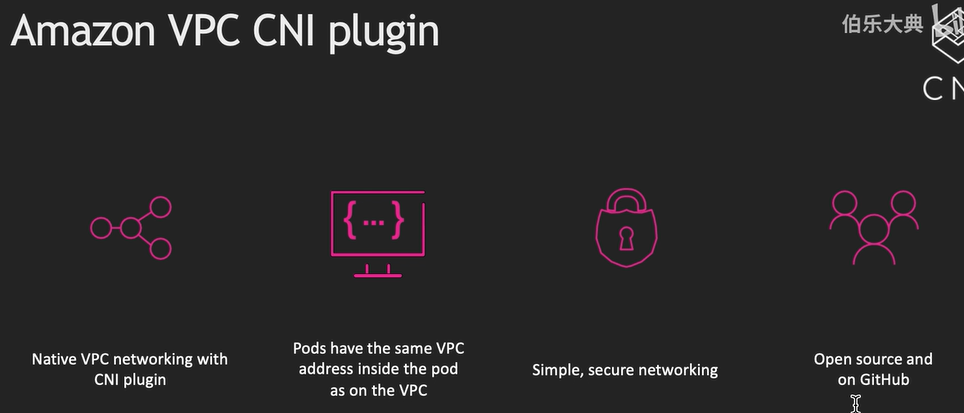 Amazon VPC CNI plugin
伯乐大典
CN
{...}
Native VPC networking with
CNI plugin
Pods have the same VPC
address inside the pod
as on the VPC
Simple, secure networking
Open source and
on GitHub